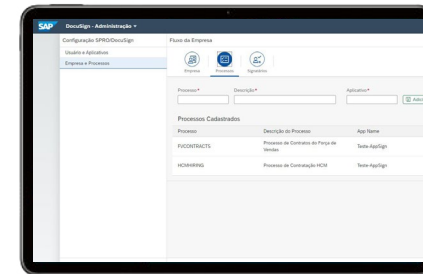 SAP DocuSign - Administração
Configuração SPRO/DocuSign
Fluxo da Empresa
Usuário e Aplicativos
Empresa e Processos
Empresa
Processos
Signatários
Processo*
Descrição*
Aplicativo*
Processos Cadastrados
Processo
Descrição do Processo
App Name
FVCONTRACTS
Processo de Contratos do Força de
Vendas
Teste-AppSign
HCMHIRING
Processo de Contratação HCM
Teste-AppSign